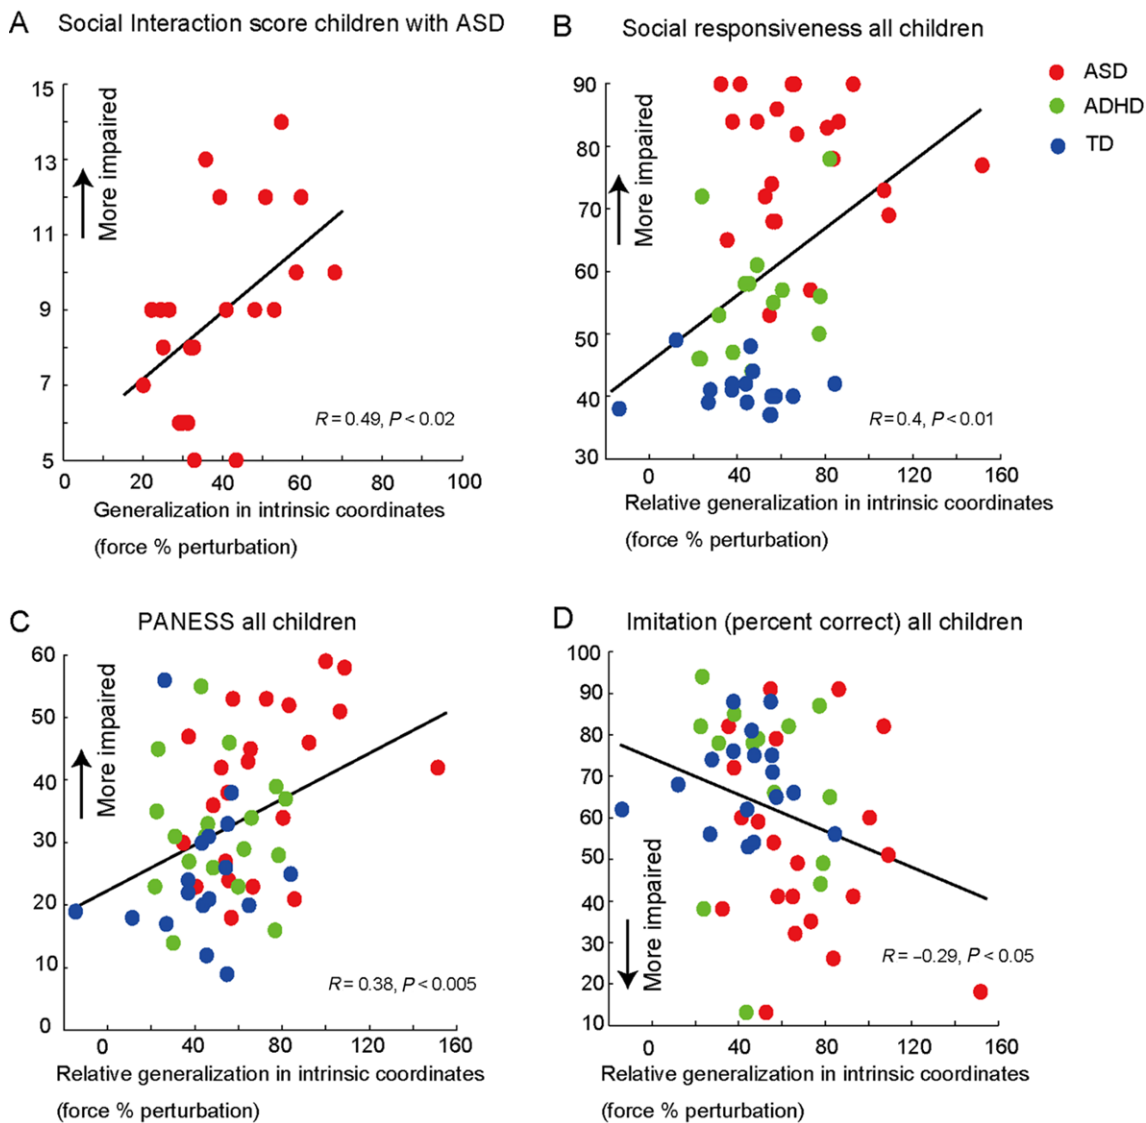 A
Social Interaction score children with ASD
15
13
11
9
7
5
More impaired
R = 0.49, P < 0.02
0 20 40 60 80 100
Generalization in intrinsic coordinates
(force % perturbation)
B
Social responsiveness all children
90
80
70
60
50
40
30
More impaired
ASD
ADHD
TD
R = 0.4, P < 0.01
0 40 80 120 160
Relative generalization in intrinsic coordinates
(force % perturbation)
C
PANESS all children
60
50
40
30
20
10
0
More impaired
R = 0.38, P < 0.005
0 40 80 120 160
Relative generalization in intrinsic coordinates
(force % perturbation)
D
Imitation (percent correct) all children
100
90
80
70
60
50
40
30
20
10
More impaired
R = −0.29, P < 0.05
0 40 80 120 160
Relative generalization in intrinsic coordinates
(force % perturbation)